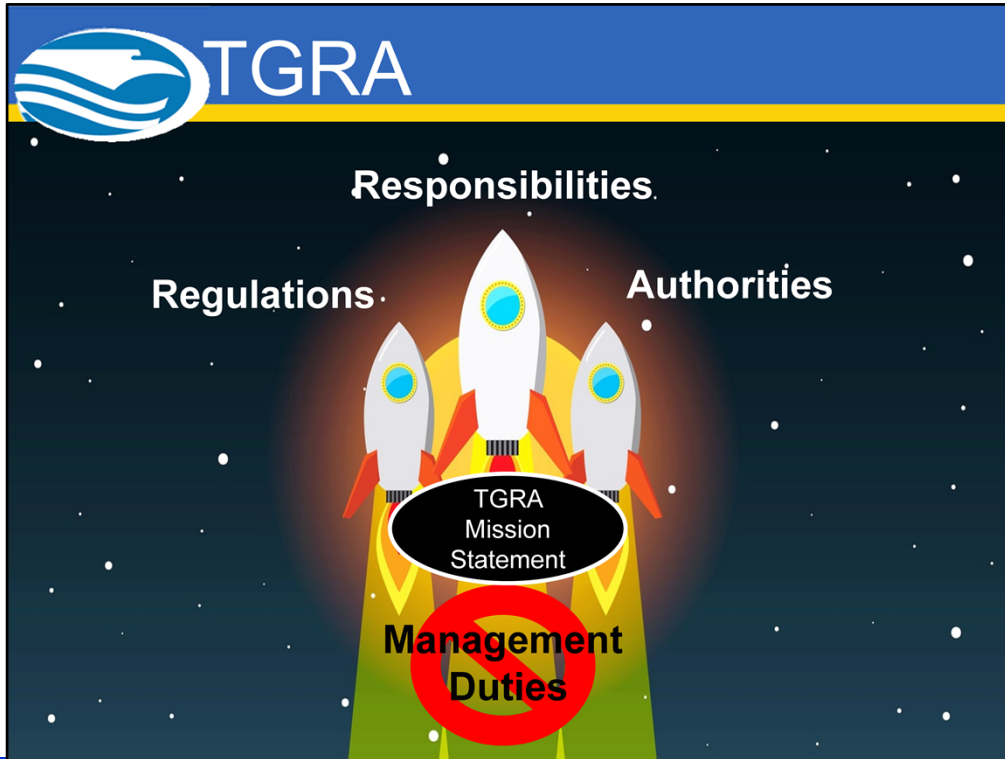 TGRA
Responsibilities
Regulations
Authorities
TGRA
Mission
Statement
Management
Duties